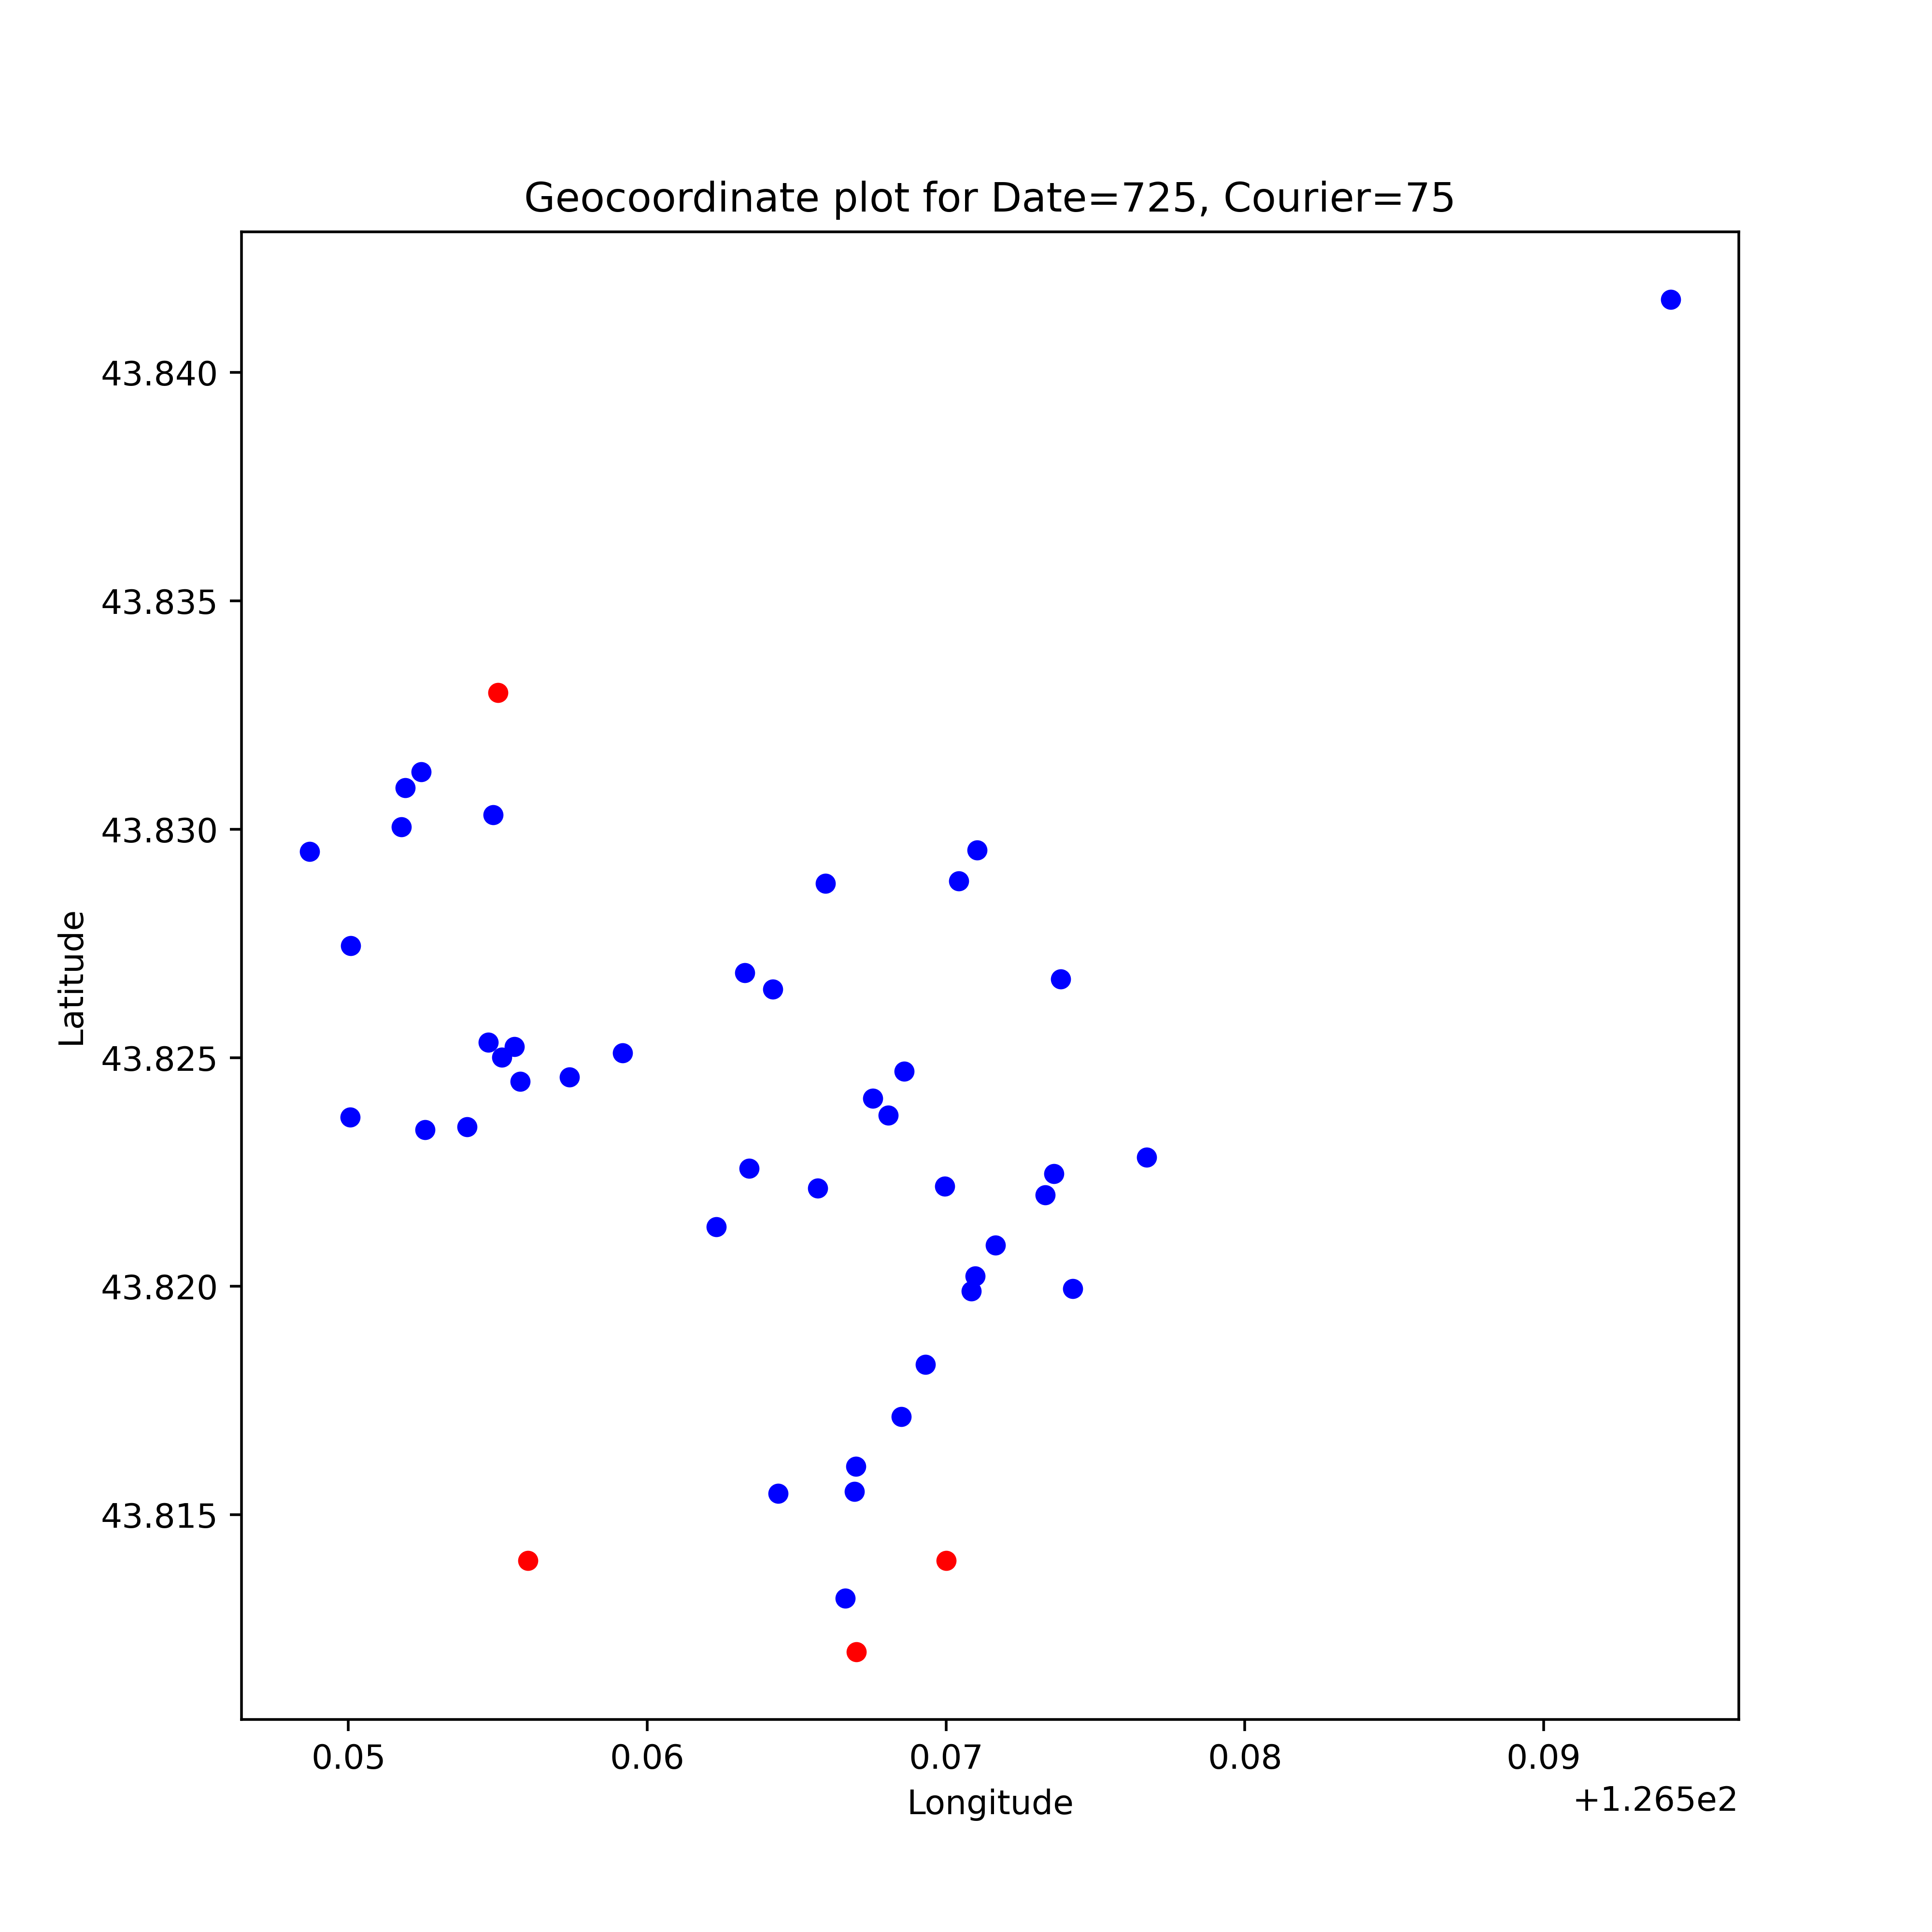 Geocoordinate plot for Date=725, Courier=75
43.840
43.835
43.830
43.825
43.820
43.815
Latitude
0.05 0.06 0.07 0.08 0.09
Longitude
+1.265e2